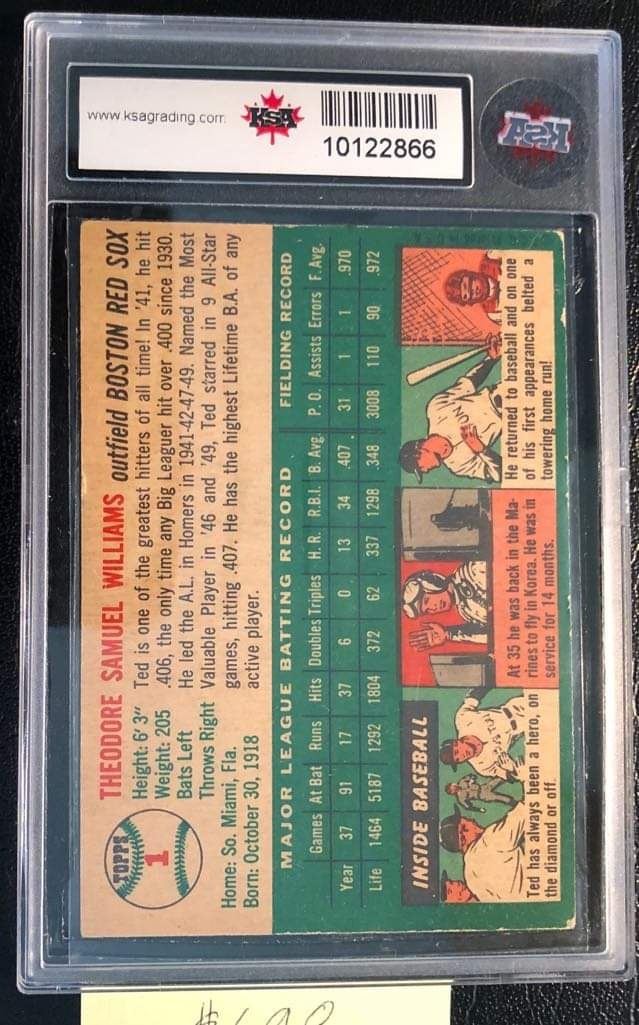 www.ksagrading.com
KSA
10122866
KSA
TOPPS
1
THEODORE SAMUEL WILLIAMS outfield BOSTON RED SOX
Height: 6' 3"
Weight: 205
Bats Left
Throws Right
Home: So. Miami, Fla.
Born: October 30, 1918
Ted is one of the greatest hitters of all time! In '41, he hit
.406, the only time any Big Leaguer hit over .400 since 1930.
He led the A.L. in Homers in 1941-42-47-49. Named the Most
Valuable Player in '46 and '49, Ted starred in 9 All-Star
games, hitting .407. He has the highest Lifetime B.A. of any
active player.
MAJOR LEAGUE BATTING RECORD FIELDING RECORD
Games At Bat Runs Hits Doubles Triples H. R. R.B.I. B. Avg. P. O. Assists Errors F. Avg.
Year 37 91 17 37 6 0 13 34 .407 31 1 1 .970
Life 1464 5187 1292 1804 372 62 337 1298 .348 3008 110 90 .972
INSIDE BASEBALL
Ted has always been a hero, on
the diamond or off.
At 35 he was back in the Ma-
rines to fly in Korea. He was in
service for 14 months.
He returned to baseball and on one
of his first appearances belted a
towering home run!